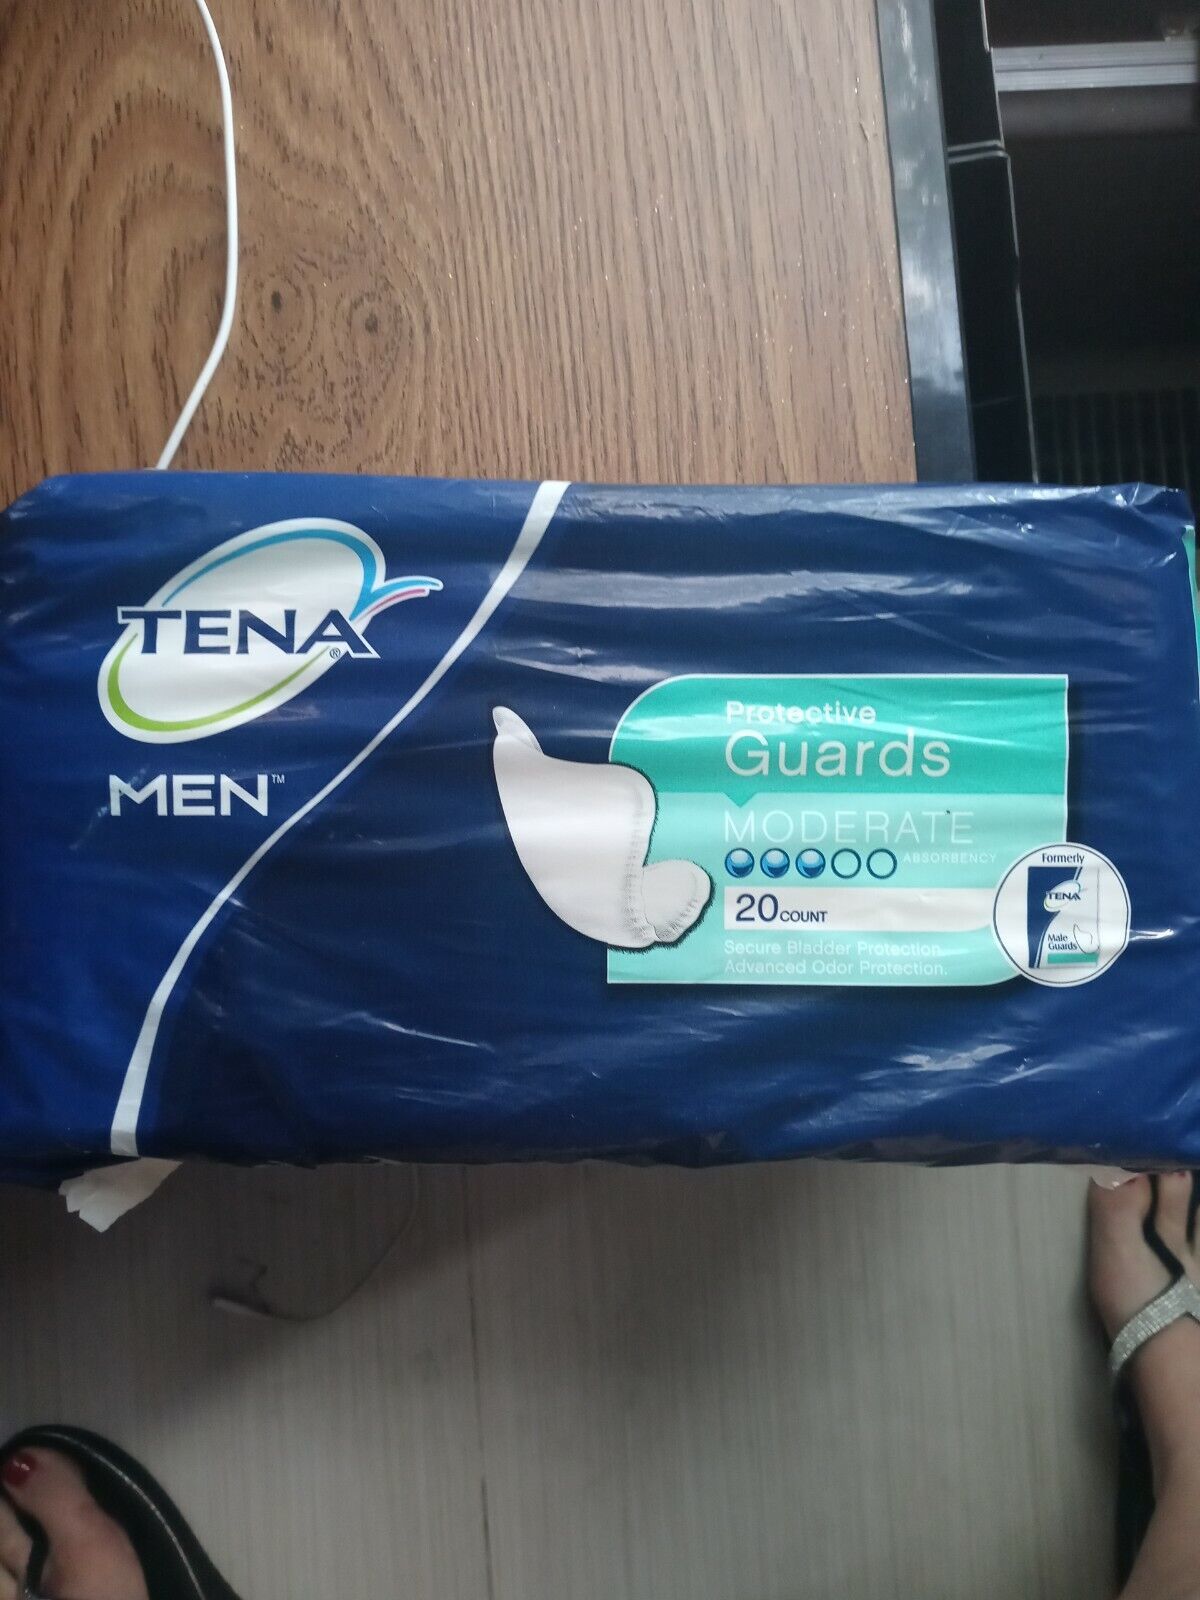 TENA®
MEN™
Protective
Guards
MODERATE
ABSORBENCY
20 COUNT
Secure Bladder Protection.
Advanced Odor Protection.
Formerly
TENA
Male
Guards